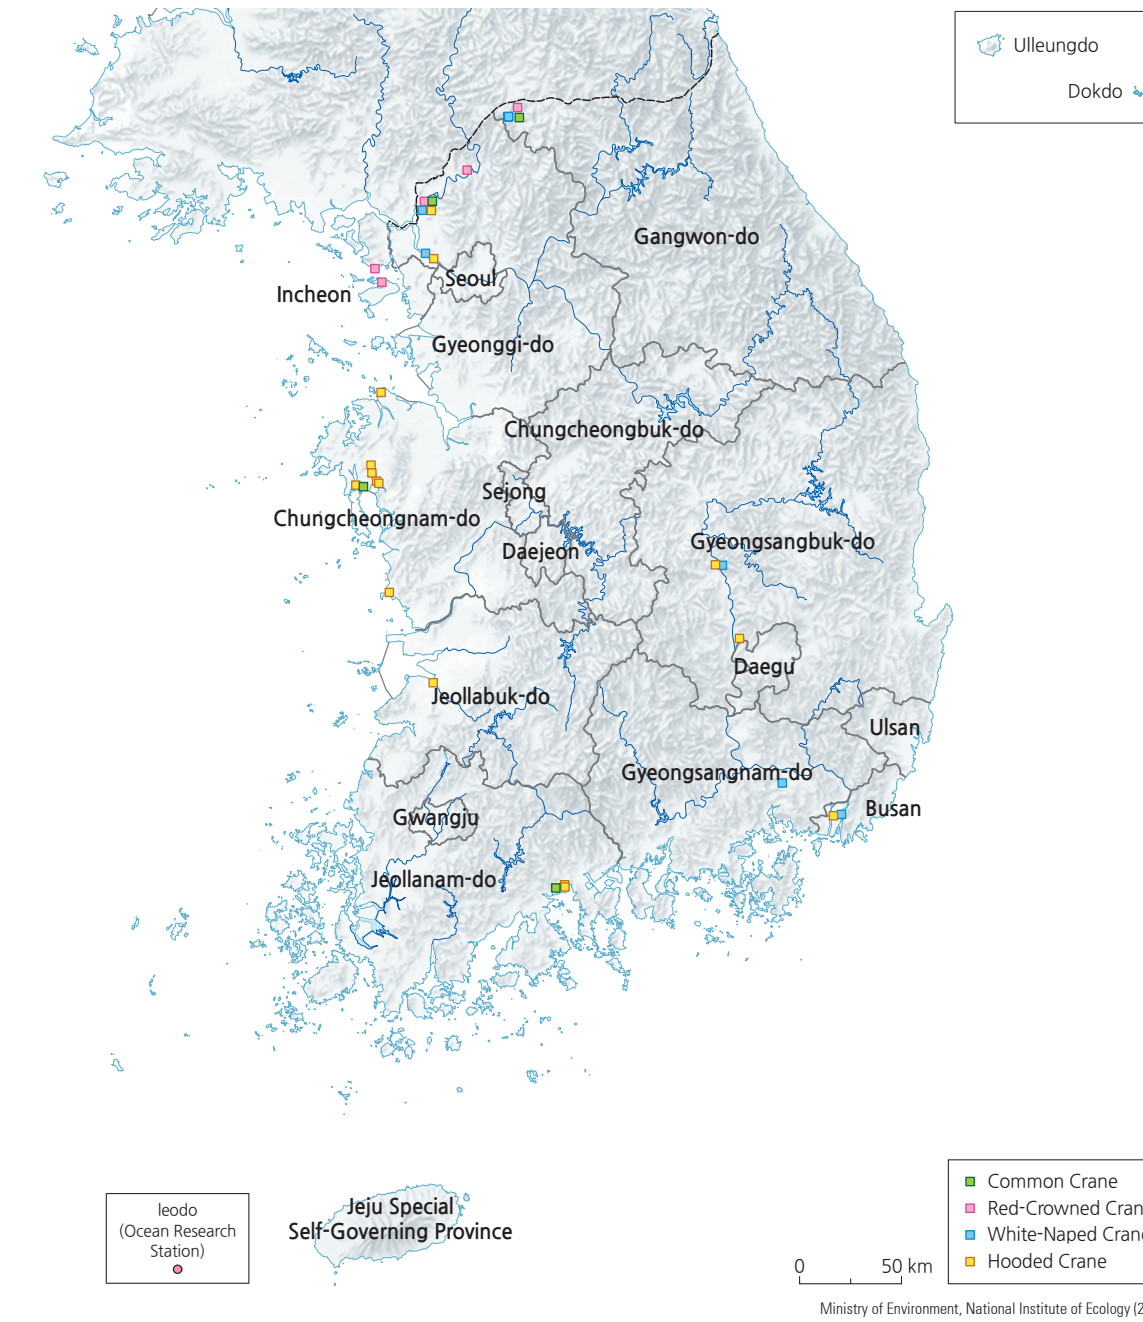 Ulleungdo
Dokdo
Gangwon-do
Seoul
Incheon
Gyeonggi-do
Chungcheongbuk-do
Sejong
Chungcheongnam-do
Daejeon
Gyeongsangbuk-do
Daegu
Jeollabuk-do
Ulsan
Gyeongsangnam-do
Busan
Gwangju
Jeollanam-do
Jeju Special
Self-Governing Province
Ieodo
(Ocean Research
Station)
0 50 km
Common Crane
Red-Crowned Cran
White-Naped Crane
Hooded Crane
Ministry of Environment, National Institute of Ecology (2